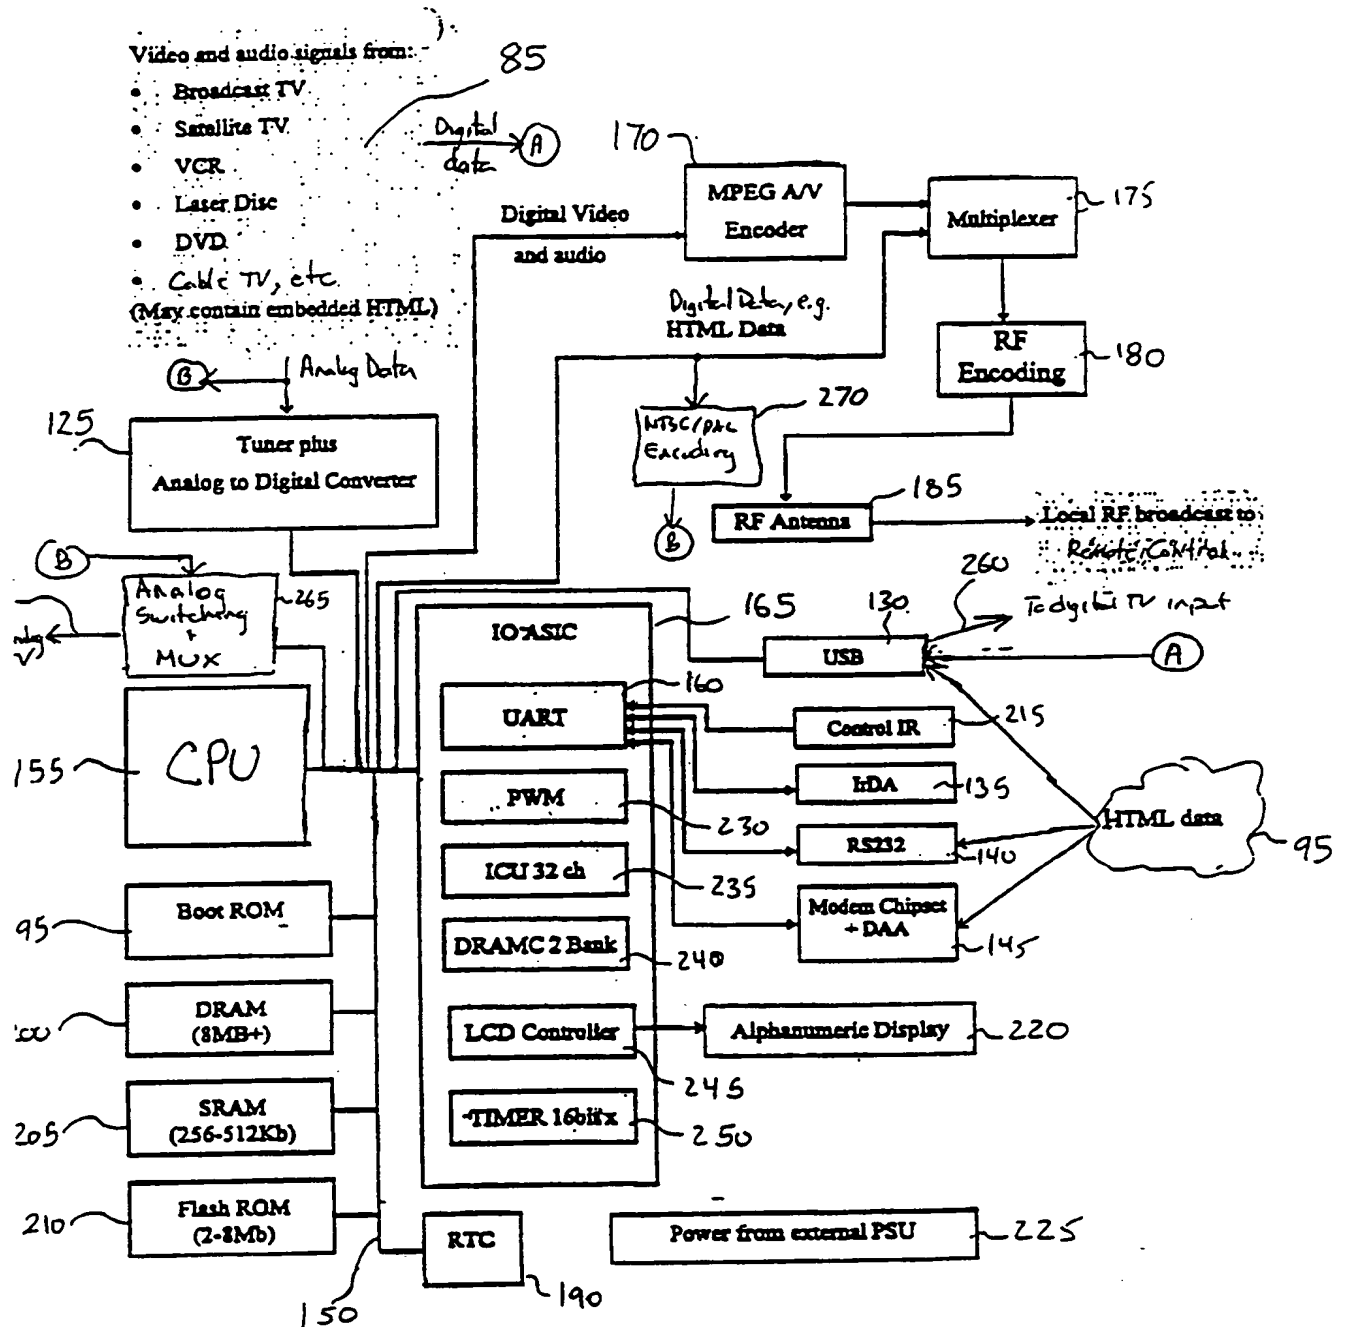 Video and audio signals from:
• Broadcast TV
• Satellite TV
• VCR
• Laser Disc
• DVD
• Cable TV, etc.
(May contain embedded HTML)
85
Digital
data
A
170
MPEG A/V
Encoder
Multiplexer
175
Digital Video
and audio
Digital Data, e.g.
HTML Data
RF
Encoding
180
B
Analog Data
125
Tuner plus
Analog to Digital Converter
NTSC/PAL
Encoding
270
B
RF Antenna
185
Local RF broadcast to
Remote Control
B
Analog
Switching
+
MUX
265
260
To digital TV input
IO-ASIC
165
130
USB
A
155
CPU
UART
160
Control IR
215
IrDA
135
PWM
230
RS232
140
HTML data
95
ICU 32 ch
235
Modem Chipset
+ DAA
145
95
Boot ROM
DRAMC 2 Bank
240
00
DRAM
(8MB+)
LCD Controller
245
Alphanumeric Display
220
205
SRAM
(256-512Kb)
TIMER 16bit x
250
210
Flash ROM
(2-8Mb)
RTC
190
Power from external PSU
225
150